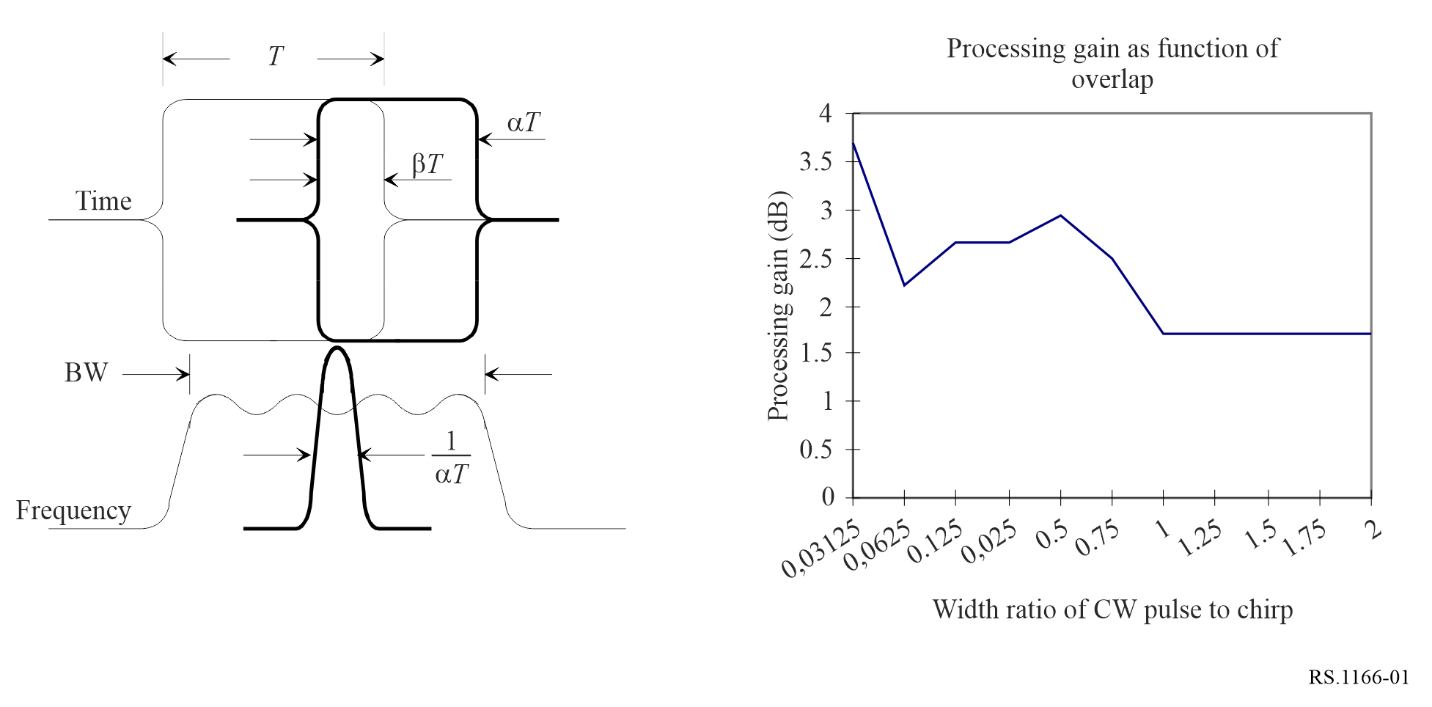 T
αT
βT
Time
BW
1
αT
Frequency
Processing gain as function of
overlap
Processing gain (dB)
4
3.5
3
2.5
2
1.5
1
0.5
0
0,03125
0,0625
0.125
0,025
0.5
0.75
1
1.25
1.5
1.75
2
Width ratio of CW pulse to chirp
RS.1166-01